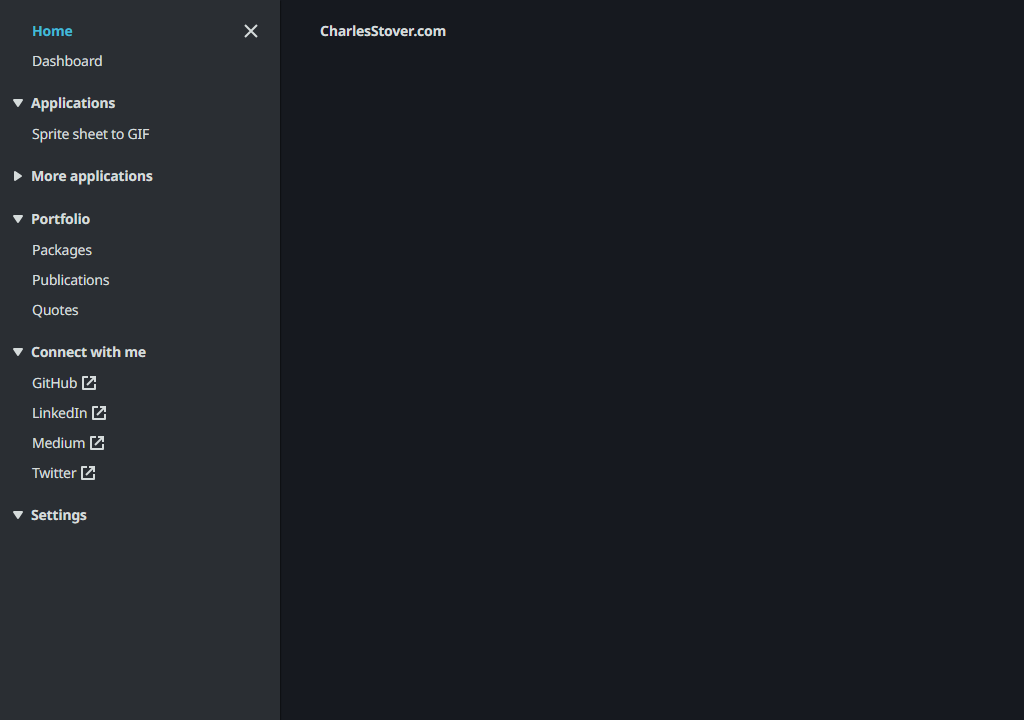 Home
CharlesStover.com
Dashboard
Applications
Sprite sheet to GIF
More applications
Portfolio
Packages
Publications
Quotes
Connect with me
GitHub
LinkedIn
Medium
Twitter
Settings